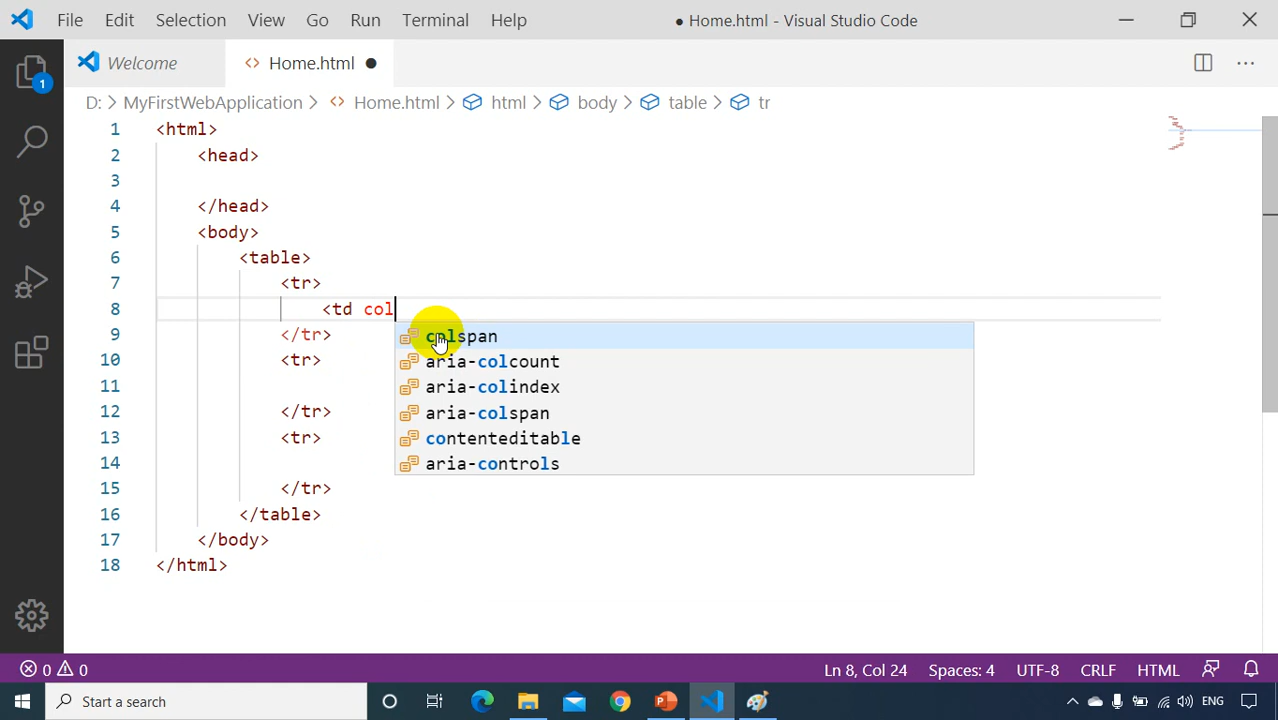 File Edit Selection View Go Run Terminal Help ● Home.html - Visual Studio Code
Welcome <> Home.html ●
1
D: > MyFirstWebApplication > <> Home.html > html > body > table > tr
1 <html>
2 <head>
3
4 </head>
5 <body>
6 <table>
7 <tr>
8 <td col
9 </tr>
10 <tr>
11
12 </tr>
13 <tr>
14
15 </tr>
16 </table>
17 </body>
18 </html>
colspan
aria-colcount
aria-colindex
aria-colspan
contenteditable
aria-controls
0 0 Ln 8, Col 24 Spaces: 4 UTF-8 CRLF HTML
Start a search ENG